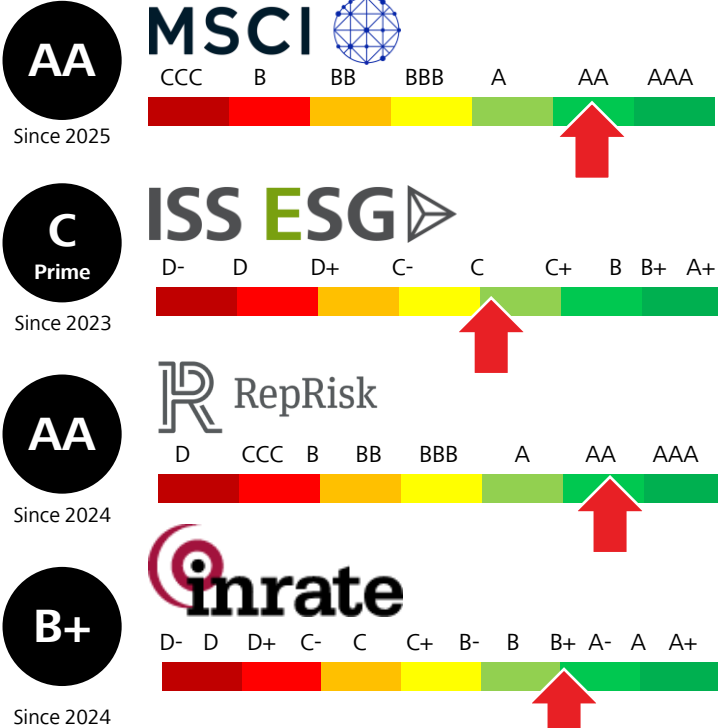 AA
Since 2025
MSCI
CCC B BB BBB A AA AAA
C
Prime
Since 2023
ISS ESG
D- D D+ C- C C+ B B+ A+
AA
Since 2024
RepRisk
D CCC B BB BBB A AA AAA
B+
Since 2024
inrate
D- D D+ C- C C+ B- B B+ A- A A+